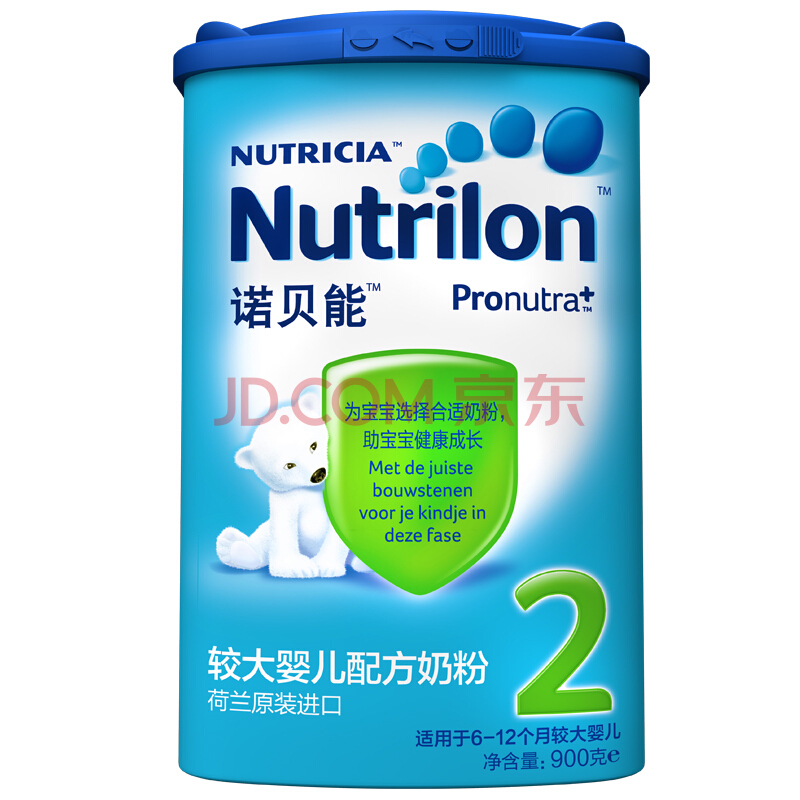 NUTRICIA™
Nutrilon™
诺贝能™
Pronutra+™
JD.COM 京东
为宝宝选择合适奶粉，
助宝宝健康成长
Met de juiste
bouwstenen
voor je kindje in
deze fase
2
较大婴儿配方奶粉
荷兰原装进口
适用于6-12个月较大婴儿
净含量: 900克e